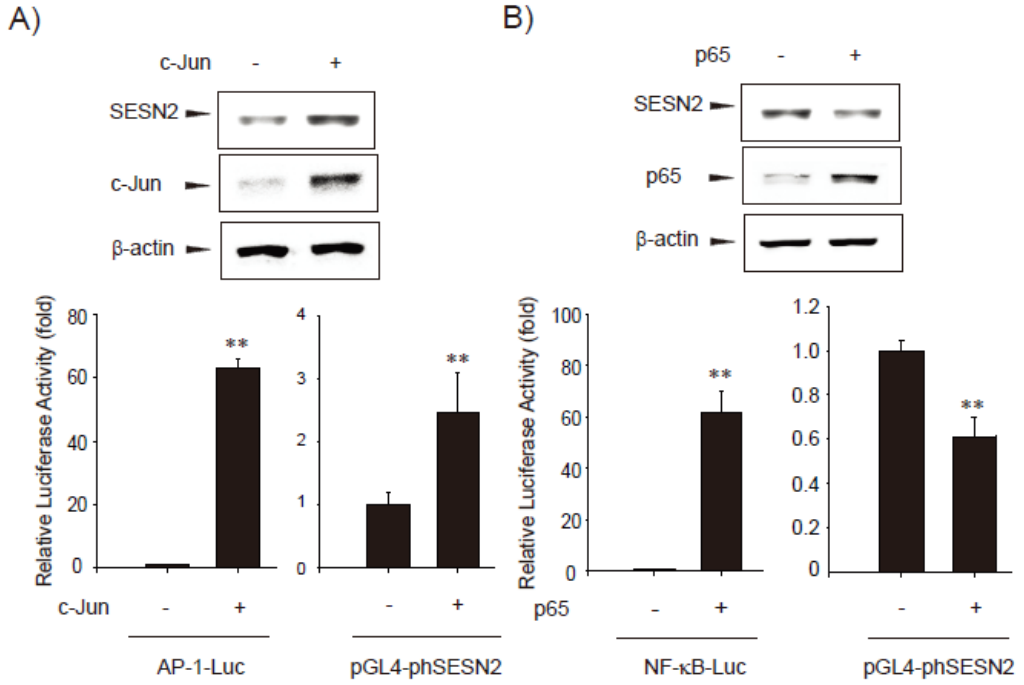 A)
c-Jun - +
SESN2
c-Jun
β-actin
Relative Luciferase Activity (fold)
80
60
40
20
0
** 
4
3
2
1
0
**
c-Jun - + - +
AP-1-Luc pGL4-phSESN2
B)
p65 - +
SESN2
p65
β-actin
Relative Luciferase Activity (fold)
100
80
60
40
20
0
**
1.2
1.0
0.8
0.6
0.4
0.2
0
**
p65 - + - +
NF-κB-Luc pGL4-phSESN2